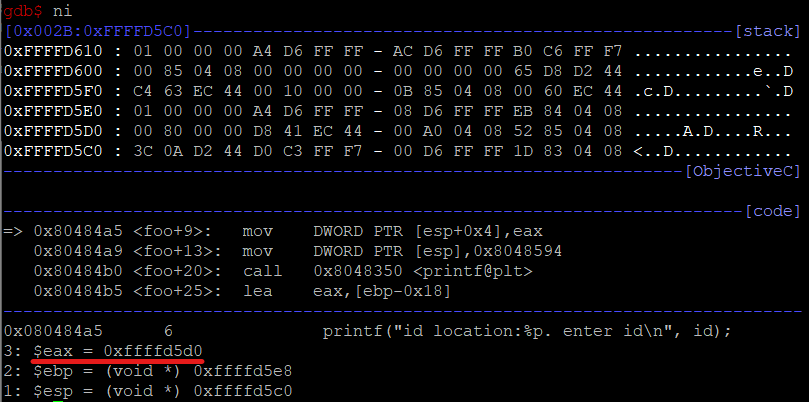 gdb$ ni
[0x002B:0xFFFFD5C0]------------------------------------------------------[stack]
0xFFFFD610 : 01 00 00 00 A4 D6 FF FF - AC D6 FF FF B0 C6 FF F7 ................
0xFFFFD600 : 00 85 04 08 00 00 00 00 - 00 00 00 00 65 D8 D2 44 ............e..D
0xFFFFD5F0 : C4 63 EC 44 00 10 00 00 - 0B 85 04 08 00 60 EC 44 .c.D.........`.D
0xFFFFD5E0 : 01 00 00 00 A4 D6 FF FF - 08 D6 FF FF EB 84 04 08 ................
0xFFFFD5D0 : 00 80 00 00 D8 41 EC 44 - 00 A0 04 08 52 85 04 08 .....A.D....R...
0xFFFFD5C0 : 3C 0A D2 44 D0 C3 FF F7 - 00 D6 FF FF 1D 83 04 08 <..D............
--------------------------------------------------------------------[ObjectiveC]
--------------------------------------------------------------------------[code]
=> 0x80484a5 <foo+9>: mov DWORD PTR [esp+0x4],eax
0x80484a9 <foo+13>: mov DWORD PTR [esp],0x8048594
0x80484b0 <foo+20>: call 0x8048350 <printf@plt>
0x80484b5 <foo+25>: lea eax,[ebp-0x18]
--------------------------------------------------------------------------------
0x080484a5 6 printf("id location:%p. enter id\n", id);
3: $eax = 0xffffd5d0
2: $ebp = (void *) 0xffffd5e8
1: $esp = (void *) 0xffffd5c0